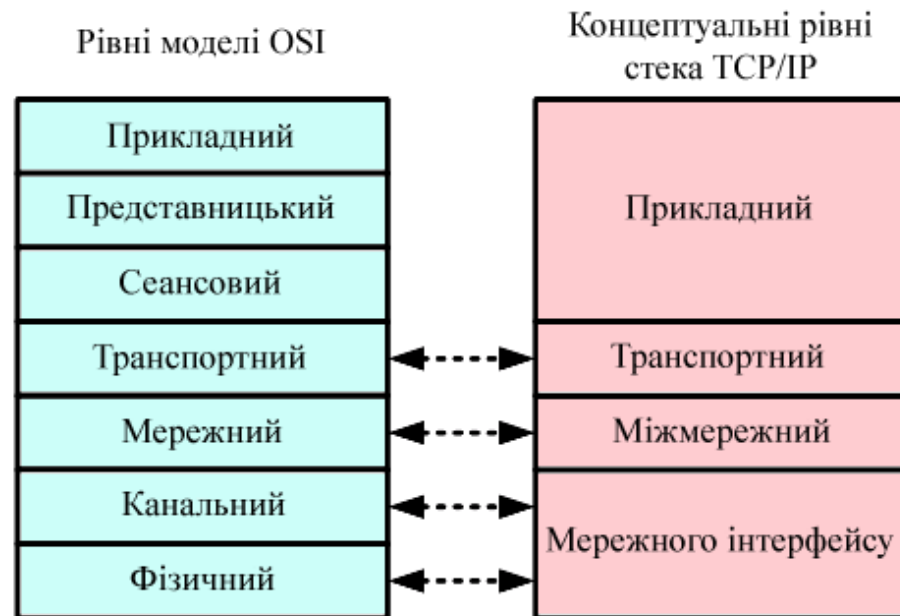 Рівні моделі OSI
Прикладний
Представницький
Сеансовий
Транспортний
Мережний
Канальний
Фізичний
Концептуальні рівні
стека TCP/IP
Прикладний
Транспортний
Міжмережний
Мережного інтерфейсу